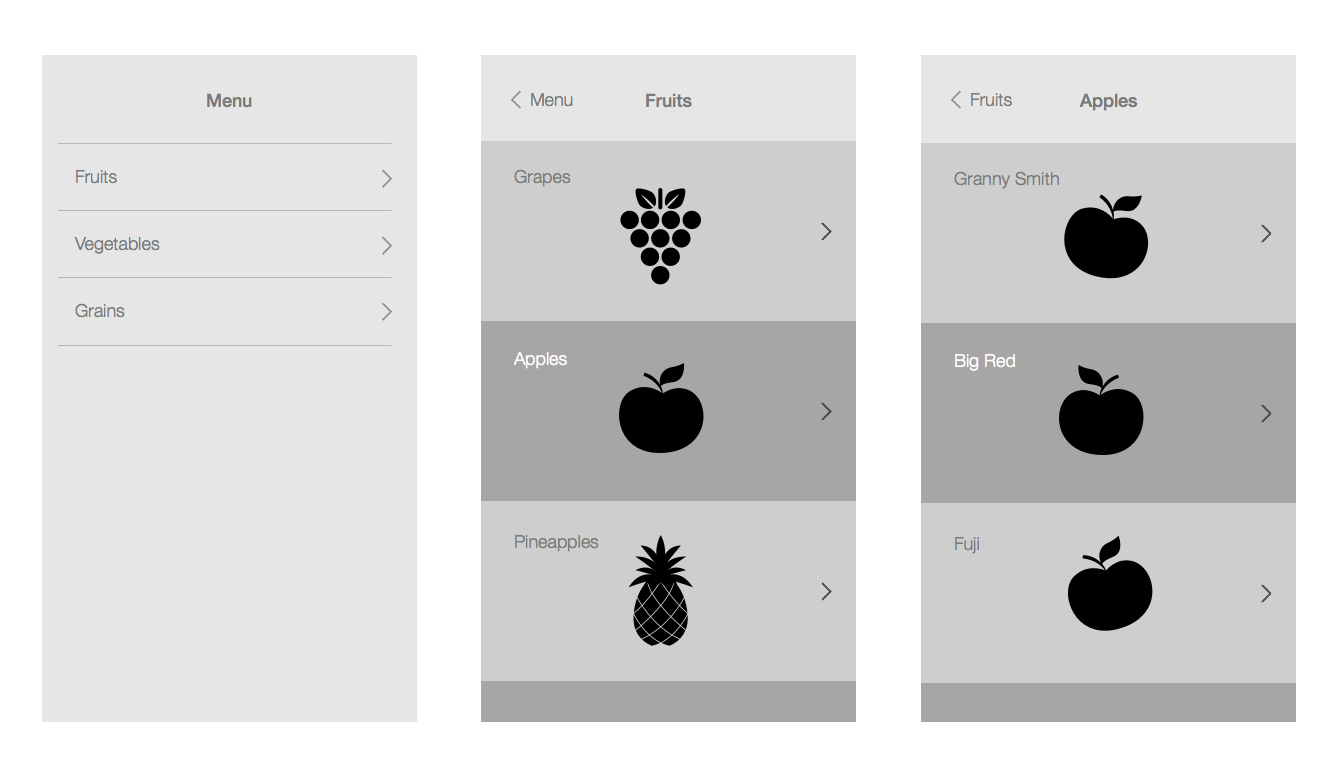 Menu
Fruits
Vegetables
Grains
Menu
Fruits
Grapes
Apples
Pineapples
Fruits
Apples
Granny Smith
Big Red
Fuji